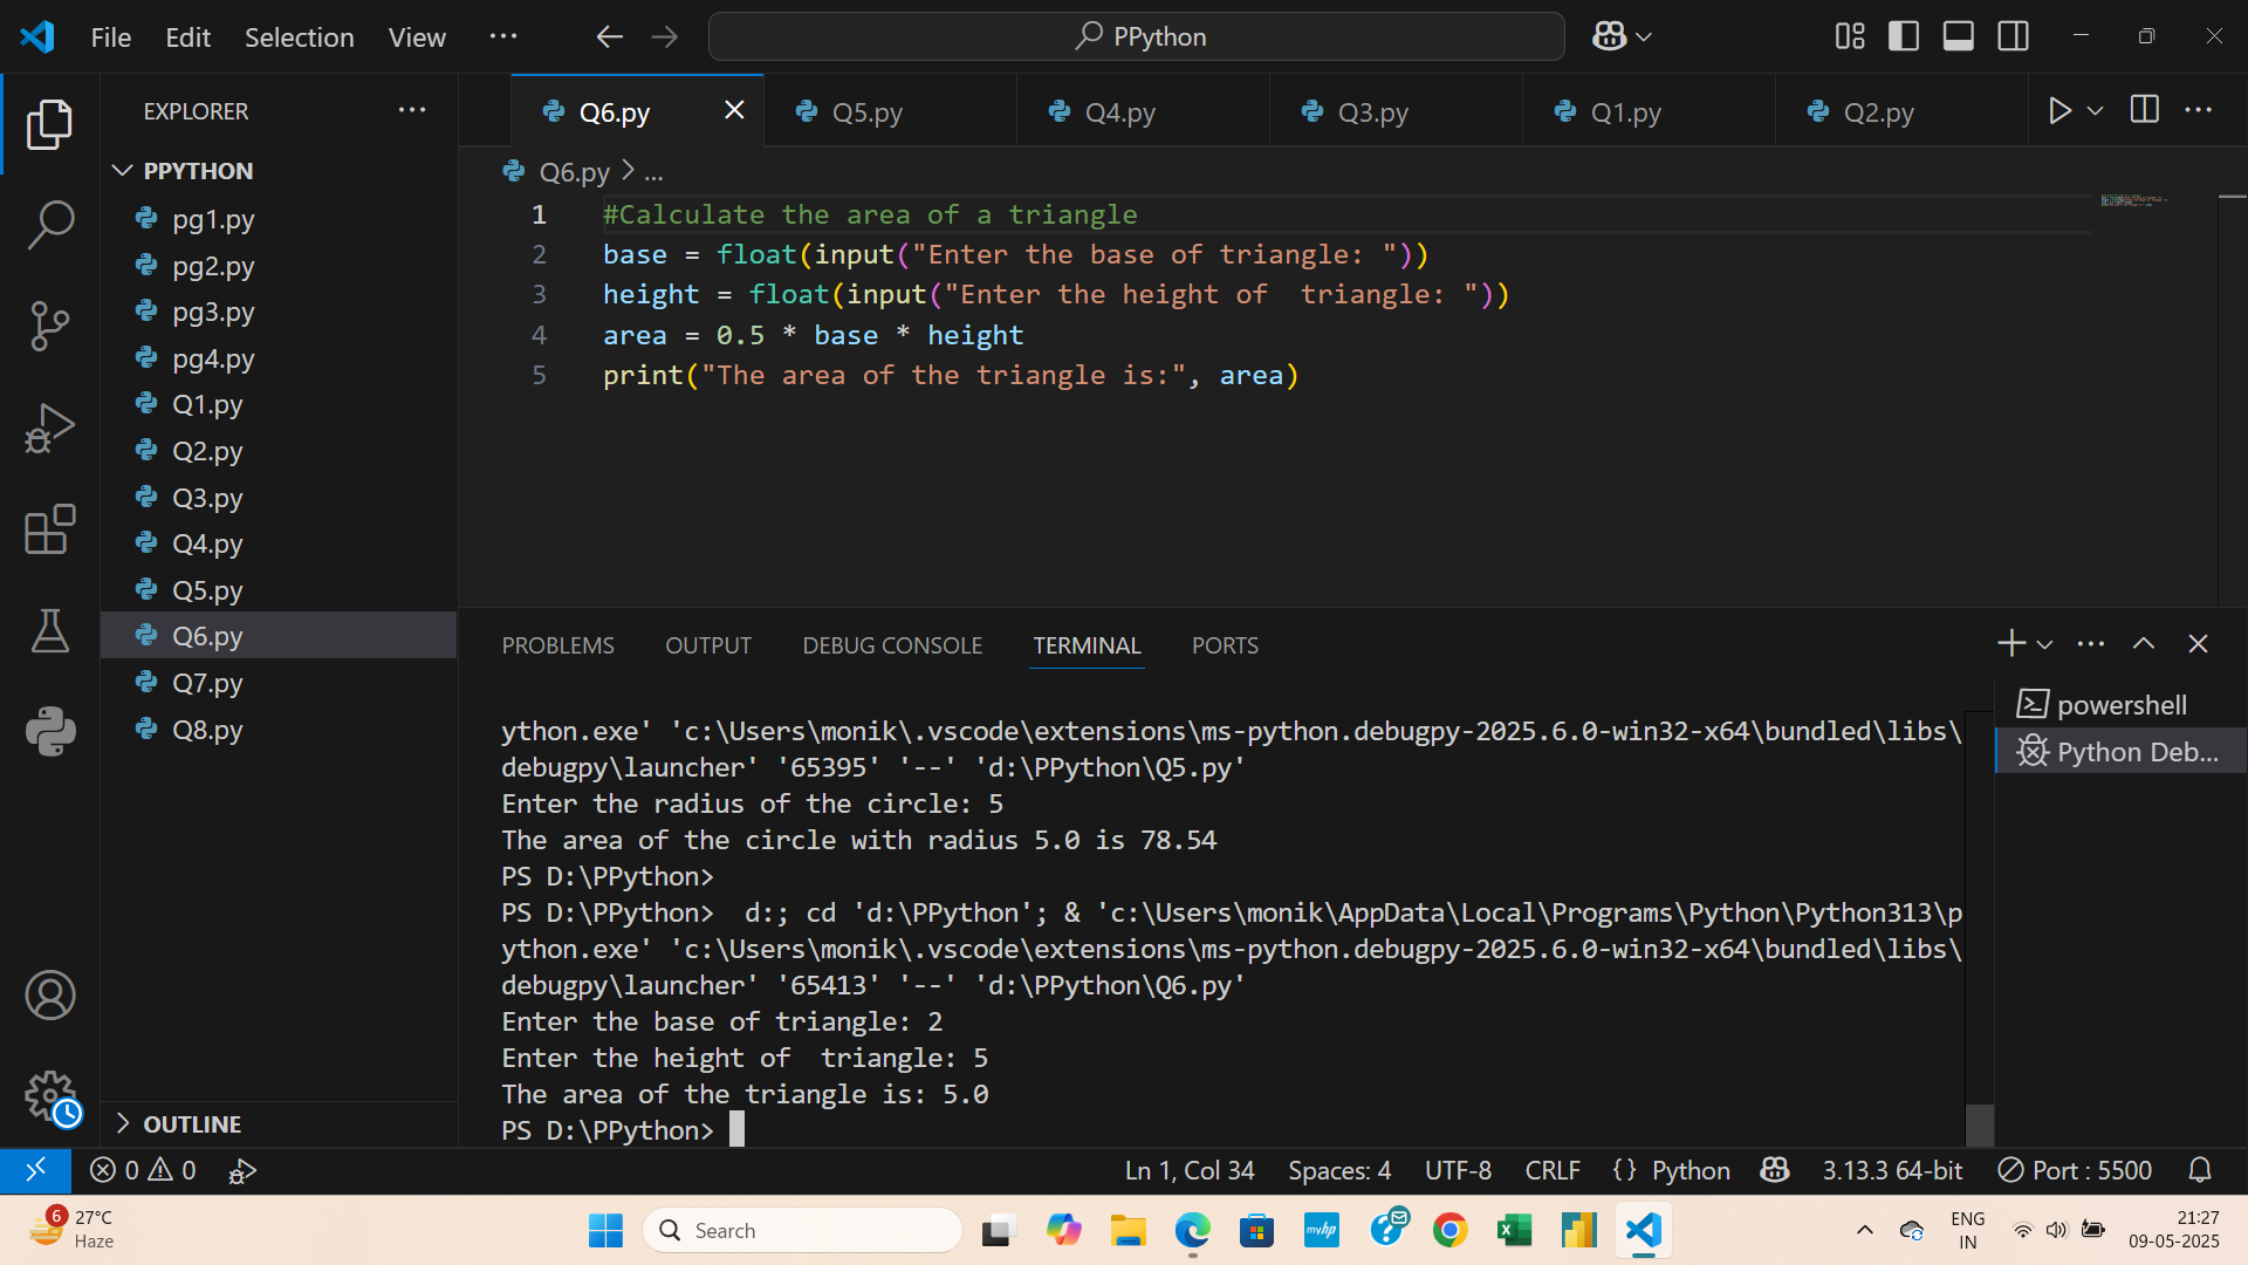 File Edit Selection View ··· PPython
EXPLORER ···
PPYTHON
pg1.py
pg2.py
pg3.py
pg4.py
Q1.py
Q2.py
Q3.py
Q4.py
Q5.py
Q6.py
Q7.py
Q8.py
OUTLINE
Q6.py Q5.py Q4.py Q3.py Q1.py Q2.py
Q6.py > ...
1 #Calculate the area of a triangle
2 base = float(input("Enter the base of triangle: "))
3 height = float(input("Enter the height of  triangle: "))
4 area = 0.5 * base * height
5 print("The area of the triangle is:", area)
PROBLEMS OUTPUT DEBUG CONSOLE TERMINAL PORTS
ython.exe' 'c:\Users\monik\.vscode\extensions\ms-python.debugpy-2025.6.0-win32-x64\bundled\libs\
debugpy\launcher' '65395' '--' 'd:\PPython\Q5.py'
Enter the radius of the circle: 5
The area of the circle with radius 5.0 is 78.54
PS D:\PPython>
PS D:\PPython>  d:; cd 'd:\PPython'; & 'c:\Users\monik\AppData\Local\Programs\Python\Python313\p
ython.exe' 'c:\Users\monik\.vscode\extensions\ms-python.debugpy-2025.6.0-win32-x64\bundled\libs\
debugpy\launcher' '65413' '--' 'd:\PPython\Q6.py'
Enter the base of triangle: 2
Enter the height of  triangle: 5
The area of the triangle is: 5.0
PS D:\PPython>
powershell
Python Deb...
0 0 Ln 1, Col 34 Spaces: 4 UTF-8 CRLF {} Python 3.13.3 64-bit Port : 5500
6 27°C
Haze
Search
myhp
ENG
IN
21:27
09-05-2025